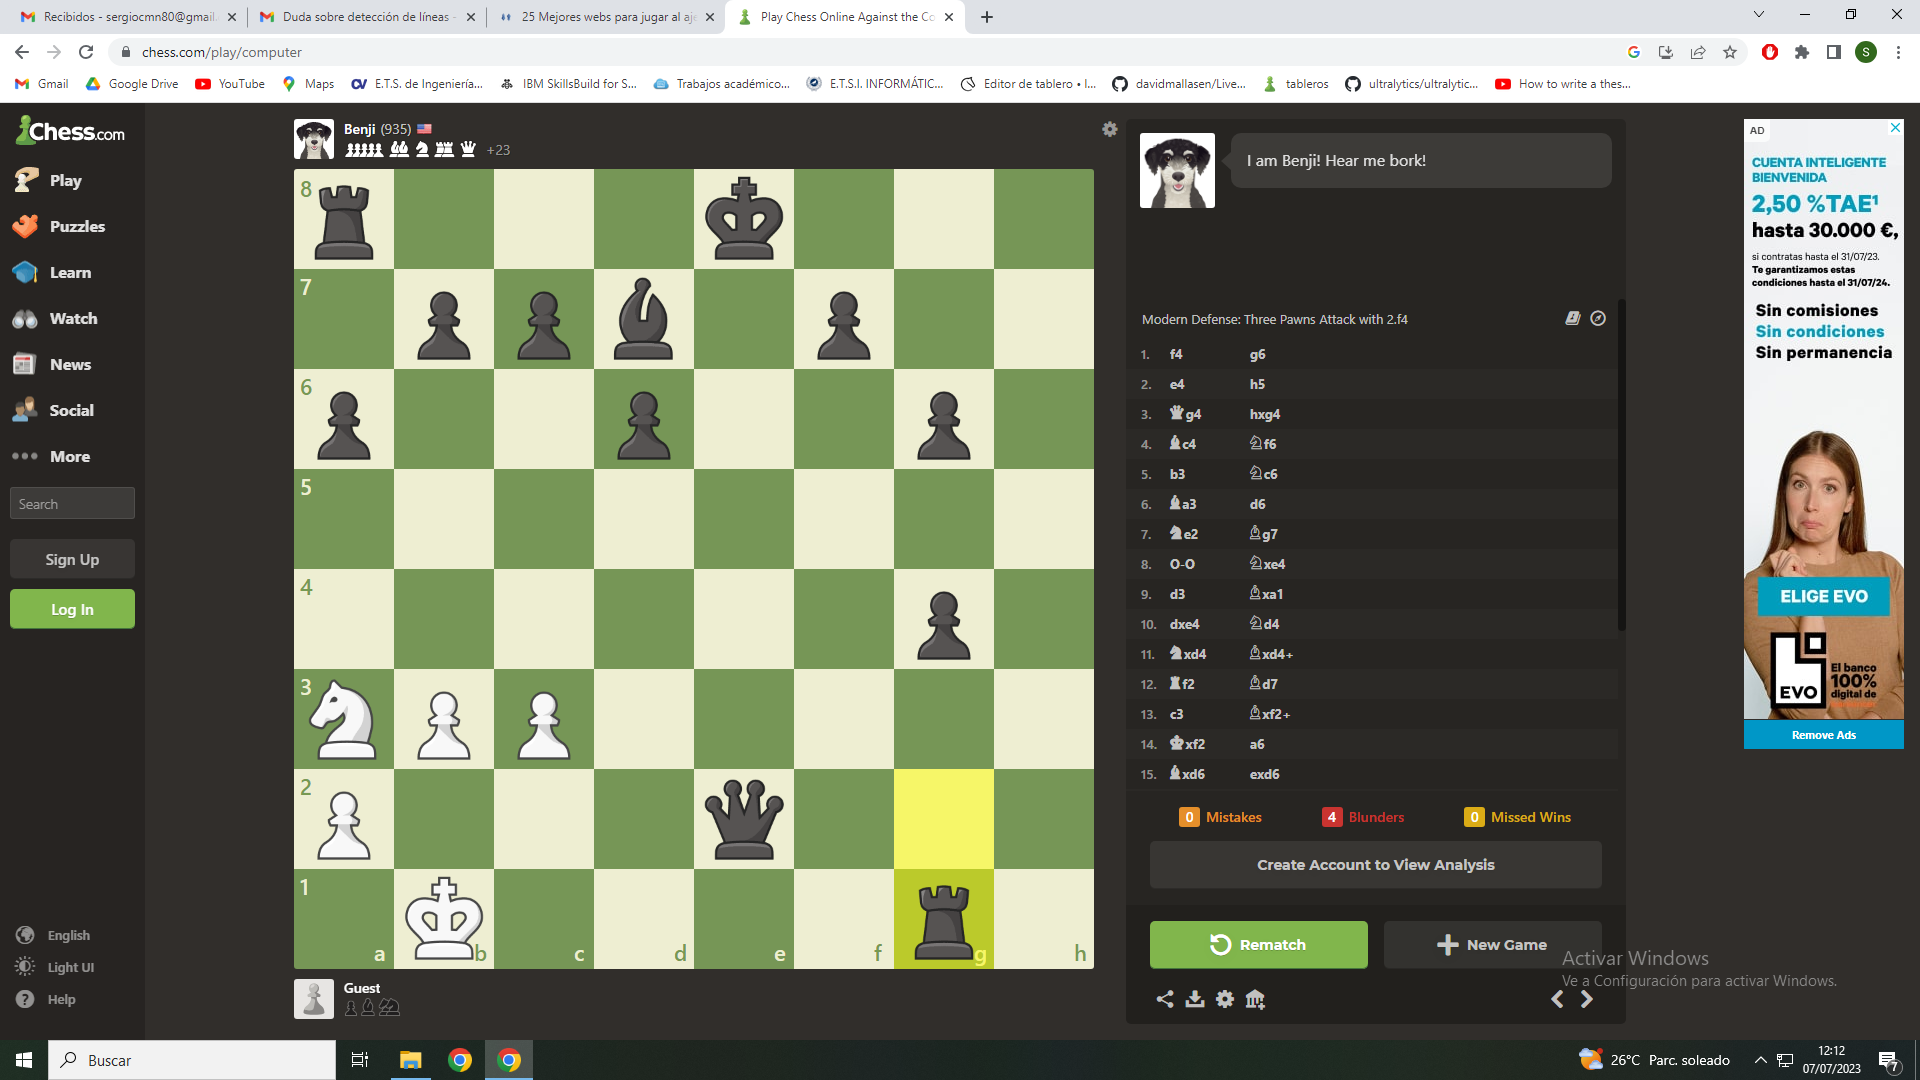 Recibidos - sergiocmn80@gmail.
Duda sobre detección de líneas -
25 Mejores webs para jugar al aje
Play Chess Online Against the Co
chess.com/play/computer
S
Gmail
Google Drive
YouTube
Maps
E.T.S. de Ingeniería...
IBM SkillsBuild for S...
Trabajos académico...
E.T.S.I. INFORMÁTIC...
Editor de tablero • l...
davidmallasen/Live...
tableros
ultralytics/ultralytic...
How to write a thes...
Chess.com
Play
Puzzles
Learn
Watch
News
Social
More
Search
Sign Up
Log In
English
Light UI
Help
Benji (935)
+23
8
7
6
5
4
3
2
1
a b c d e f g h
Guest
I am Benji! Hear me bork!
Modern Defense: Three Pawns Attack with 2.f4
1. f4 g6
2. e4 h5
3. ♛g4 hxg4
4. ♝c4 ♘f6
5. b3 ♘c6
6. ♝a3 d6
7. ♞e2 ♗g7
8. O-O ♘xe4
9. d3 ♗xa1
10. dxe4 ♘d4
11. ♞xd4 ♗xd4+
12. ♜f2 ♗d7
13. c3 ♗xf2+
14. ♚xf2 a6
15. ♝xd6 exd6
0 Mistakes
4 Blunders
0 Missed Wins
Create Account to View Analysis
Rematch
New Game
Activar Windows
Ve a Configuración para activar Windows.
AD
CUENTA INTELIGENTE
BIENVENIDA
2,50 %TAE¹
hasta 30.000 €,
si contratas hasta el 31/07/23.
Te garantizamos estas
condiciones hasta el 31/07/24.
Sin comisiones
Sin condiciones
Sin permanencia
ELIGE EVO
EVO
El banco
100%
digital de
Remove Ads
Buscar
26°C Parc. soleado
12:12
07/07/2023
7